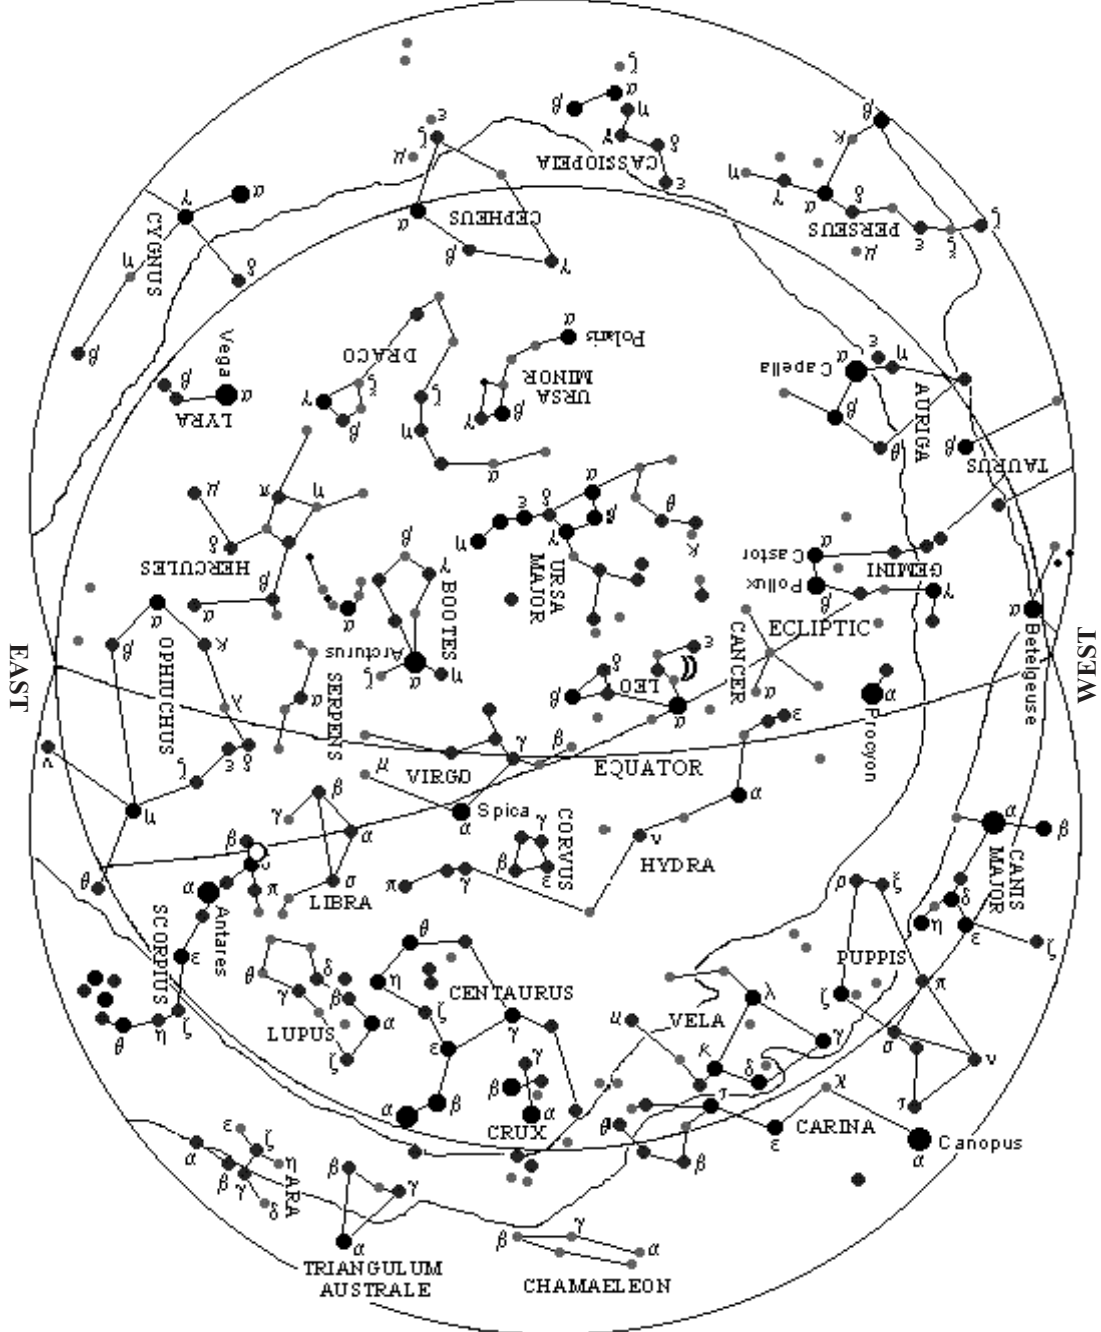 ζ
α
β
η
γ
CASSIOPEIA
δ
ε
β
κ
η
γ
α
δ
PERSEUS
ε
ξ
ζ
μ
ε
ζ
μ
α
CEPHEUS
β
γ
γ
α
CYGNUS
η
δ
β
Vega
β
α
LYRA
DRACO
γ
ξ
β
ζ
η
α
α
Polaris
URSA
MINOR
γ
β
ε
η
α
Capella
β
θ
AURIGA
β
TAURUS
μ
π
η
δ
HERCULES
β
α
β
γ
BOOTES
α
Arcturus
α
ζ
η
α
β
δ
ε
γ
η
URSA
MAJOR
θ
κ
α
Castor
Pollux
β
GEMINI
γ
α
Betelgeuse
EAST
WEST
α
β
κ
OPHIUCHUS
λ
ε
δ
ζ
ν
η
θ
SERPENS
α
δ
β
LEO
ε
α
CANCER
α
ECLIPTIC
α
Procyon
ε
VIRGO
γ
β
EQUATOR
μ
α
Spica
γ
β
α
σ
LIBRA
β
π
α
Antares
SCORPIUS
ε
ζ
η
θ
π
γ
CORVUS
γ
β
ε
α
ν
HYDRA
α
β
CANIS
MAJOR
δ
η
ε
ζ
ρ
ζ
PUPPIS
π
ζ
σ
ν
τ
θ
δ
γ
β
α
LUPUS
ζ
θ
η
CENTAURUS
ζ
γ
ε
α
β
γ
β
α
CRUX
μ
VELA
λ
κ
δ
γ
χ
ι
θ
β
ε
CARINA
α
Canopus
ε
α
ζ
β
η
γ
δ
ARA
β
γ
α
TRIANGULUM
AUSTRALE
β
γ
α
CHAMAELEON